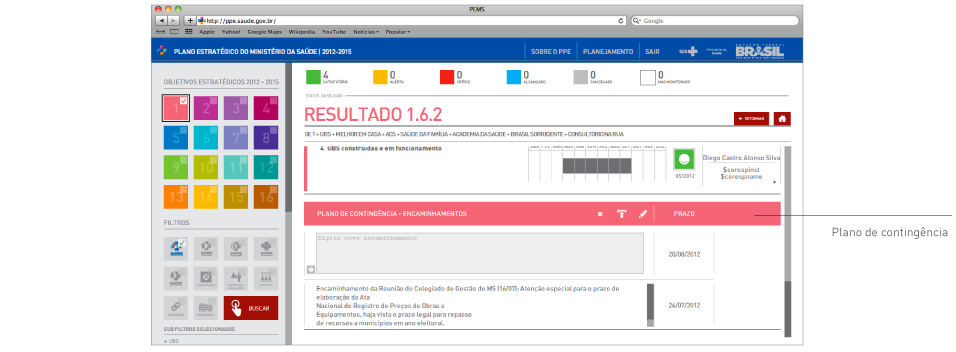 PEMS
http://ppe.saude.gov.br/
Google
Apple Yahoo! Google Maps Wikipedia YouTube Notícias Popular
PLANO ESTRATÉGICO DO MINISTÉRIO DA SAÚDE | 2012-2015
SOBRE O PPE PLANEJAMENTO SAIR
BRASIL
OBJETIVOS ESTRATÉGICOS 2012 - 2015
1 2 3 4
5 6 7 8
9 10 11 12
13 14 15 16
FILTROS
BUSCAR
SUB FILTROS SELECIONADOS
UBS
4 SATISFATÓRIO
0 ALERTA
0 CRÍTICO
0 ALCANÇADO
0 CANCELADO
0 NÃO MONITORADO
STATUS DA SELEÇÃO
RESULTADO 1.6.2
RETORNAR
DE 1 • UBS • MELHOR EM CASA • ACS • SAÚDE DA FAMÍLIA • ACADEMIA DA SAÚDE • BRASIL SORRIDENTE • CONSULTÓRIO NA RUA
4 UBS construídas e em funcionamento
05/2012
Diego Castro Alonso Silva
$corespinst
$corespname
PLANO DE CONTINGÊNCIA • ENCAMINHAMENTOS
PRAZO
Plano de contingência
Digite novo encaminhamento
20/08/2012
Encaminhamento da Reunião do Colegiado de Gestão do MS (16/07): Atenção especial para o prazo de
elaboração da Ata
Nacional de Registro de Preços de Obras e
Equipamentos, haja vista o prazo legal para repasse
de recursos a municípios em ano eleitoral.
26/07/2012